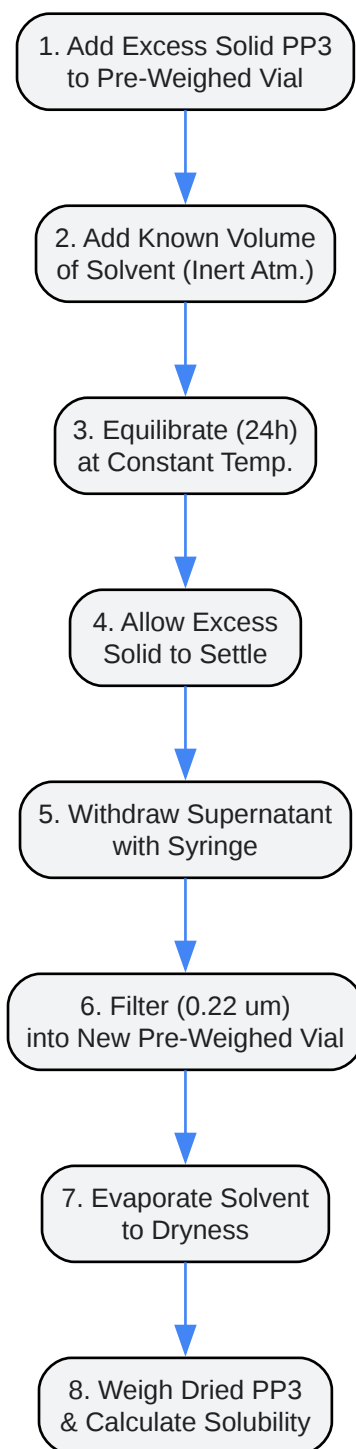 1. Add Excess Solid PP3
to Pre-Weighed Vial
2. Add Known Volume
of Solvent (Inert Atm.)
3. Equilibrate (24h)
at Constant Temp.
4. Allow Excess
Solid to Settle
5. Withdraw Supernatant
with Syringe
6. Filter (0.22 um)
into New Pre-Weighed Vial
7. Evaporate Solvent
to Dryness
8. Weigh Dried PP3
& Calculate Solubility